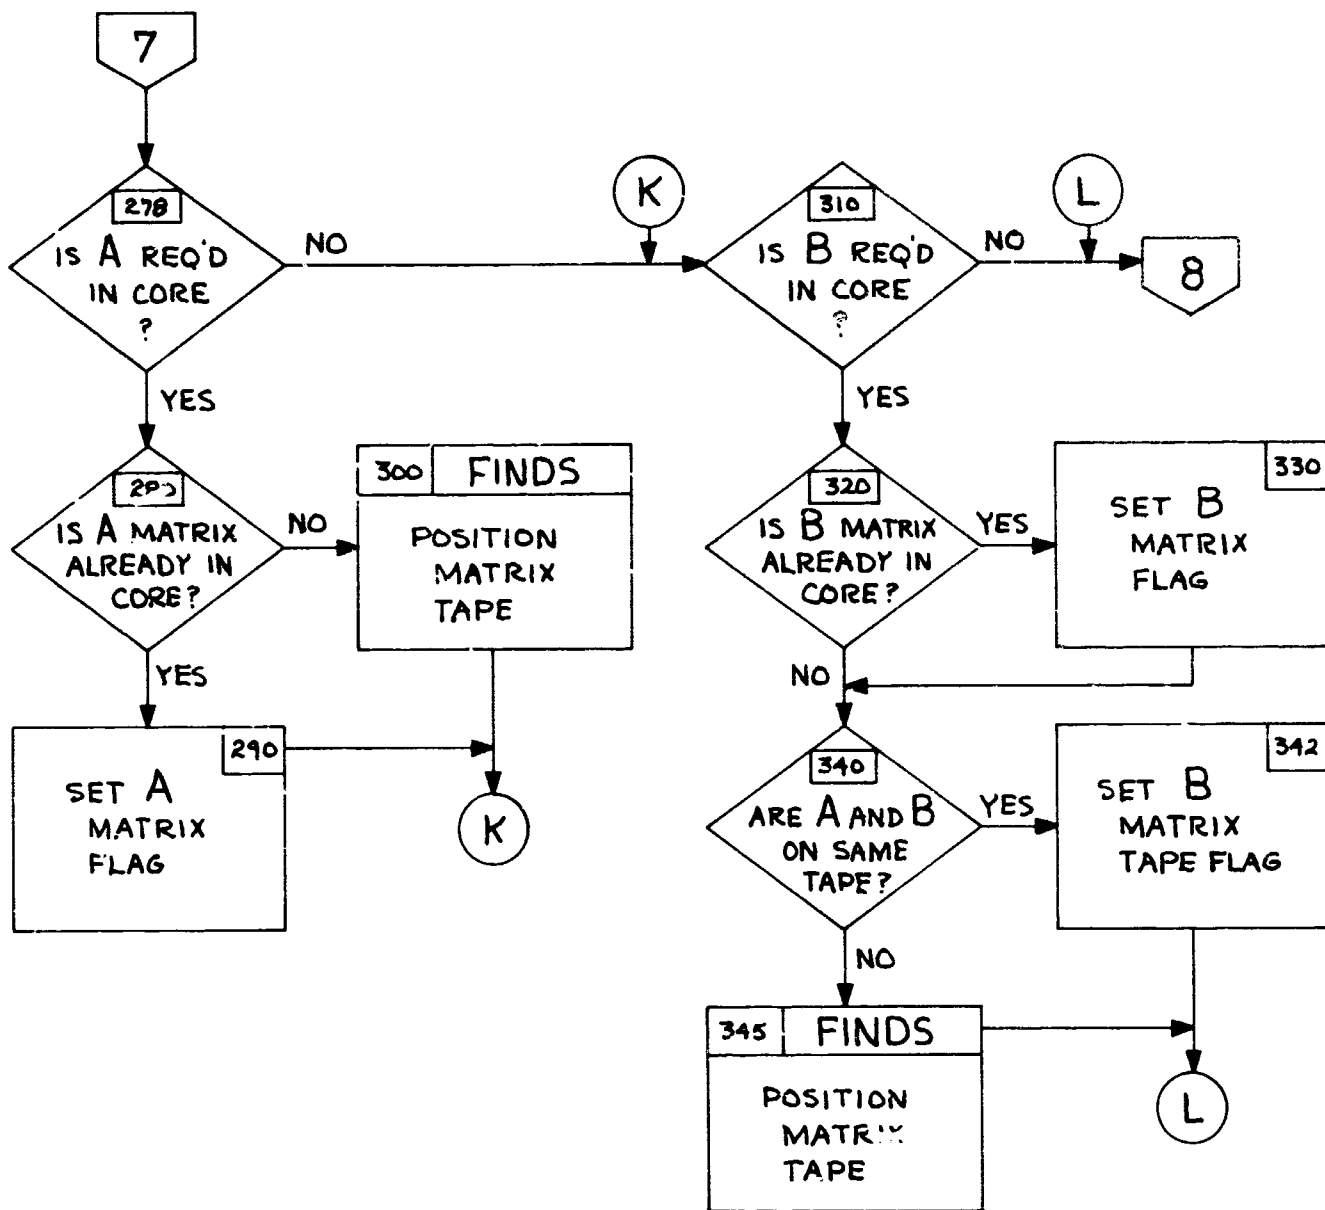 7
278
IS A REQ'D
IN CORE
?
NO
K
310
IS B REQ'D
IN CORE
?
NO
L
8
YES
IS A MATRIX
ALREADY IN
CORE?
NO
300 FINDS
POSITION
MATRIX
TAPE
YES
290
SET A
MATRIX
FLAG
K
YES
320
IS B MATRIX
ALREADY IN
CORE?
YES
330
SET B
MATRIX
FLAG
NO
340
ARE A AND B
ON SAME
TAPE?
YES
342
SET B
MATRIX
TAPE FLAG
NO
345 FINDS
POSITION
MATRIX
TAPE
L